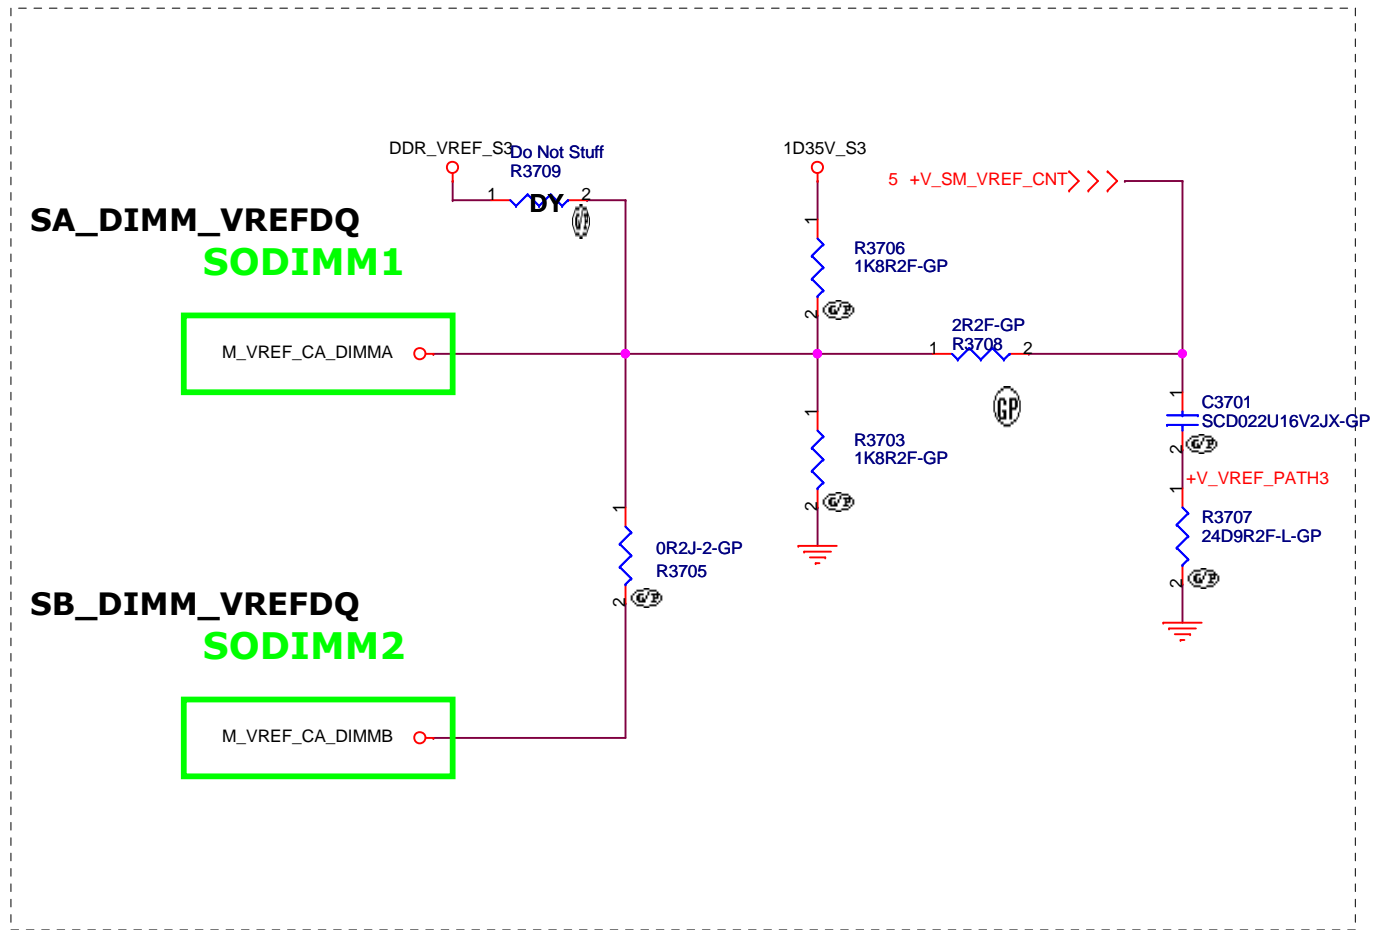 DDR_VREF_S3
Do Not Stuff
R3709
1 DY 2
G/P
1D35V_S3
5 +V_SM_VREF_CNT
SA_DIMM_VREFDQ
SODIMM1
1
R3706
1K8R2F-GP
2 G/P
M_VREF_CA_DIMMA
2R2F-GP
1 R3708 2
GP
1
R3703
1K8R2F-GP
2 G/P
1
C3701
SCD022U16V2JX-GP
2 G/P
+V_VREF_PATH3
1
R3707
24D9R2F-L-GP
2 G/P
1
0R2J-2-GP
R3705
2 G/P
SB_DIMM_VREFDQ
SODIMM2
M_VREF_CA_DIMMB